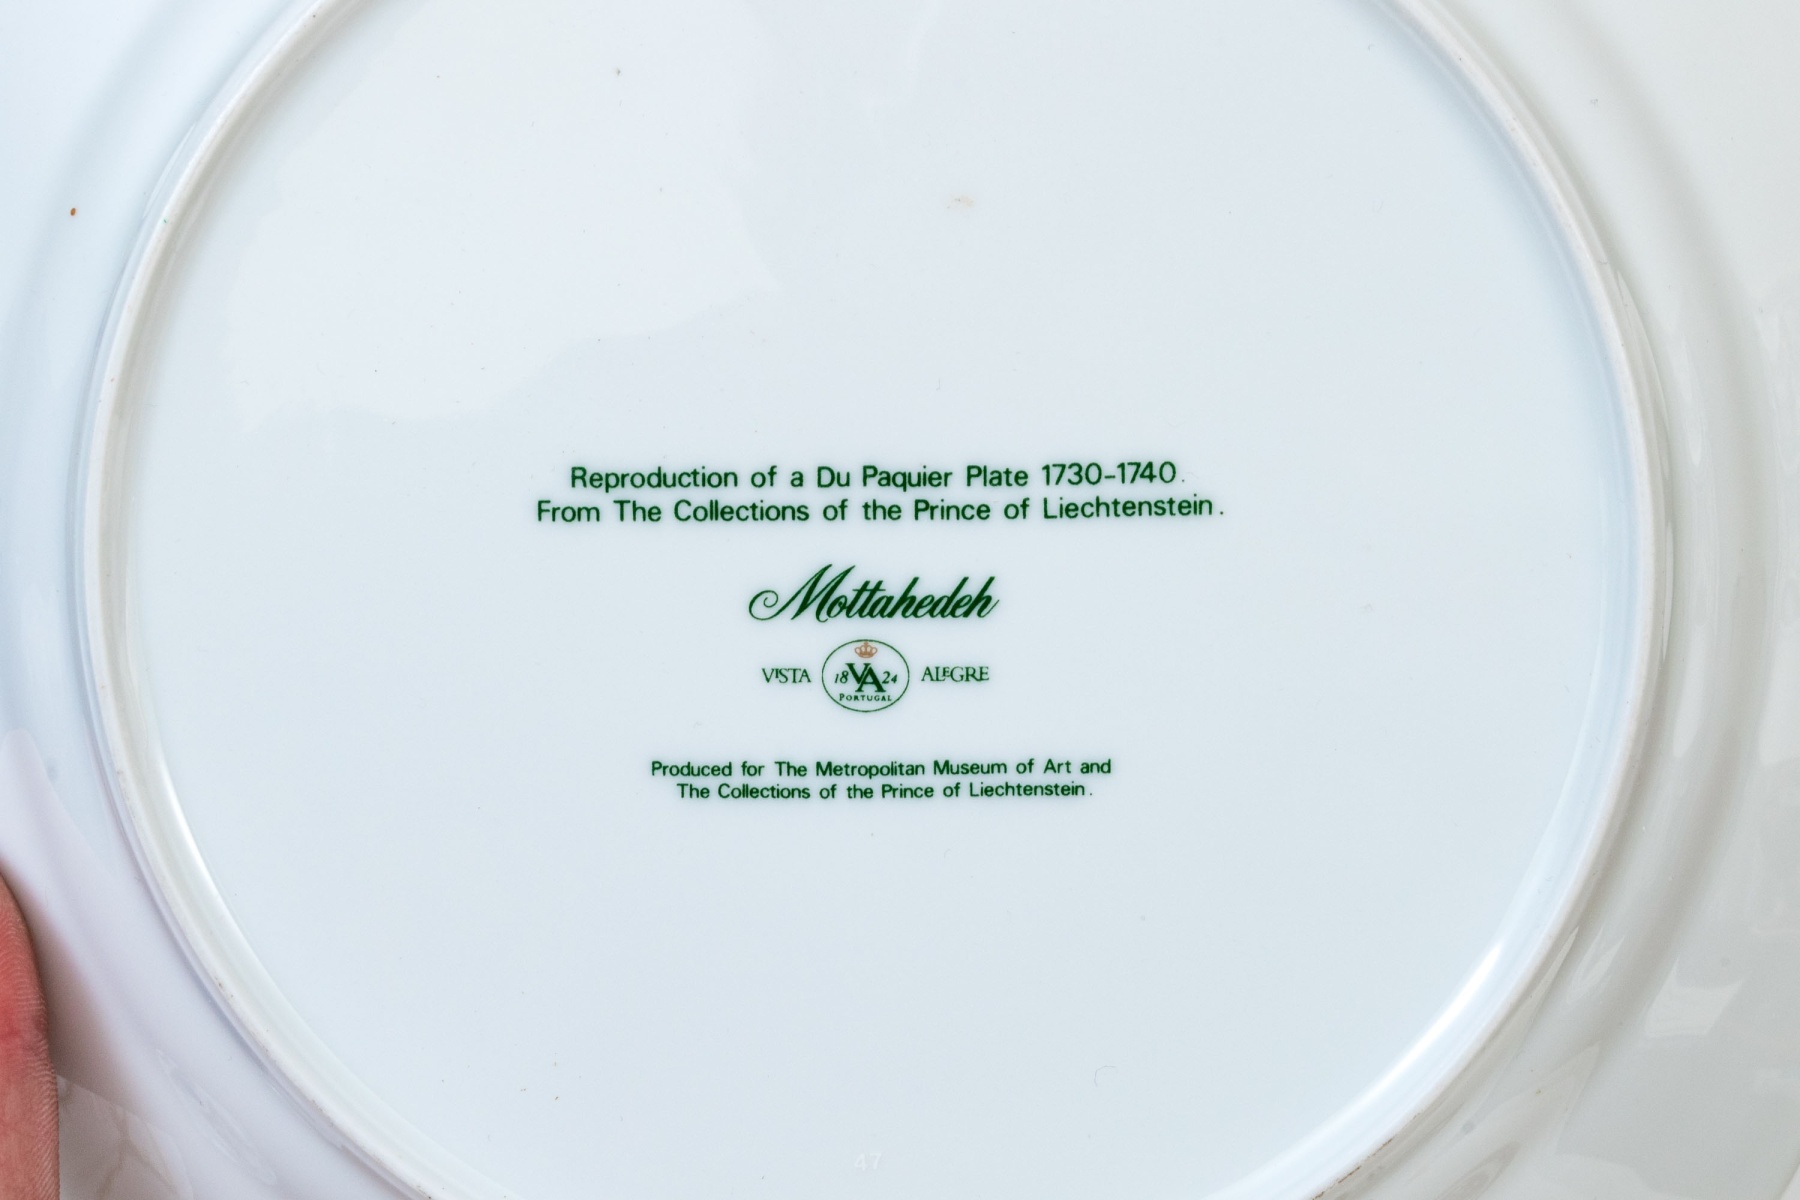 Reproduction of a Du Paquier Plate 1730-1740.
From The Collections of the Prince of Liechtenstein.
Mottahedeh
VISTA 18 VA 24 ALEGRE
PORTUGAL
Produced for The Metropolitan Museum of Art and
The Collections of the Prince of Liechtenstein.
47